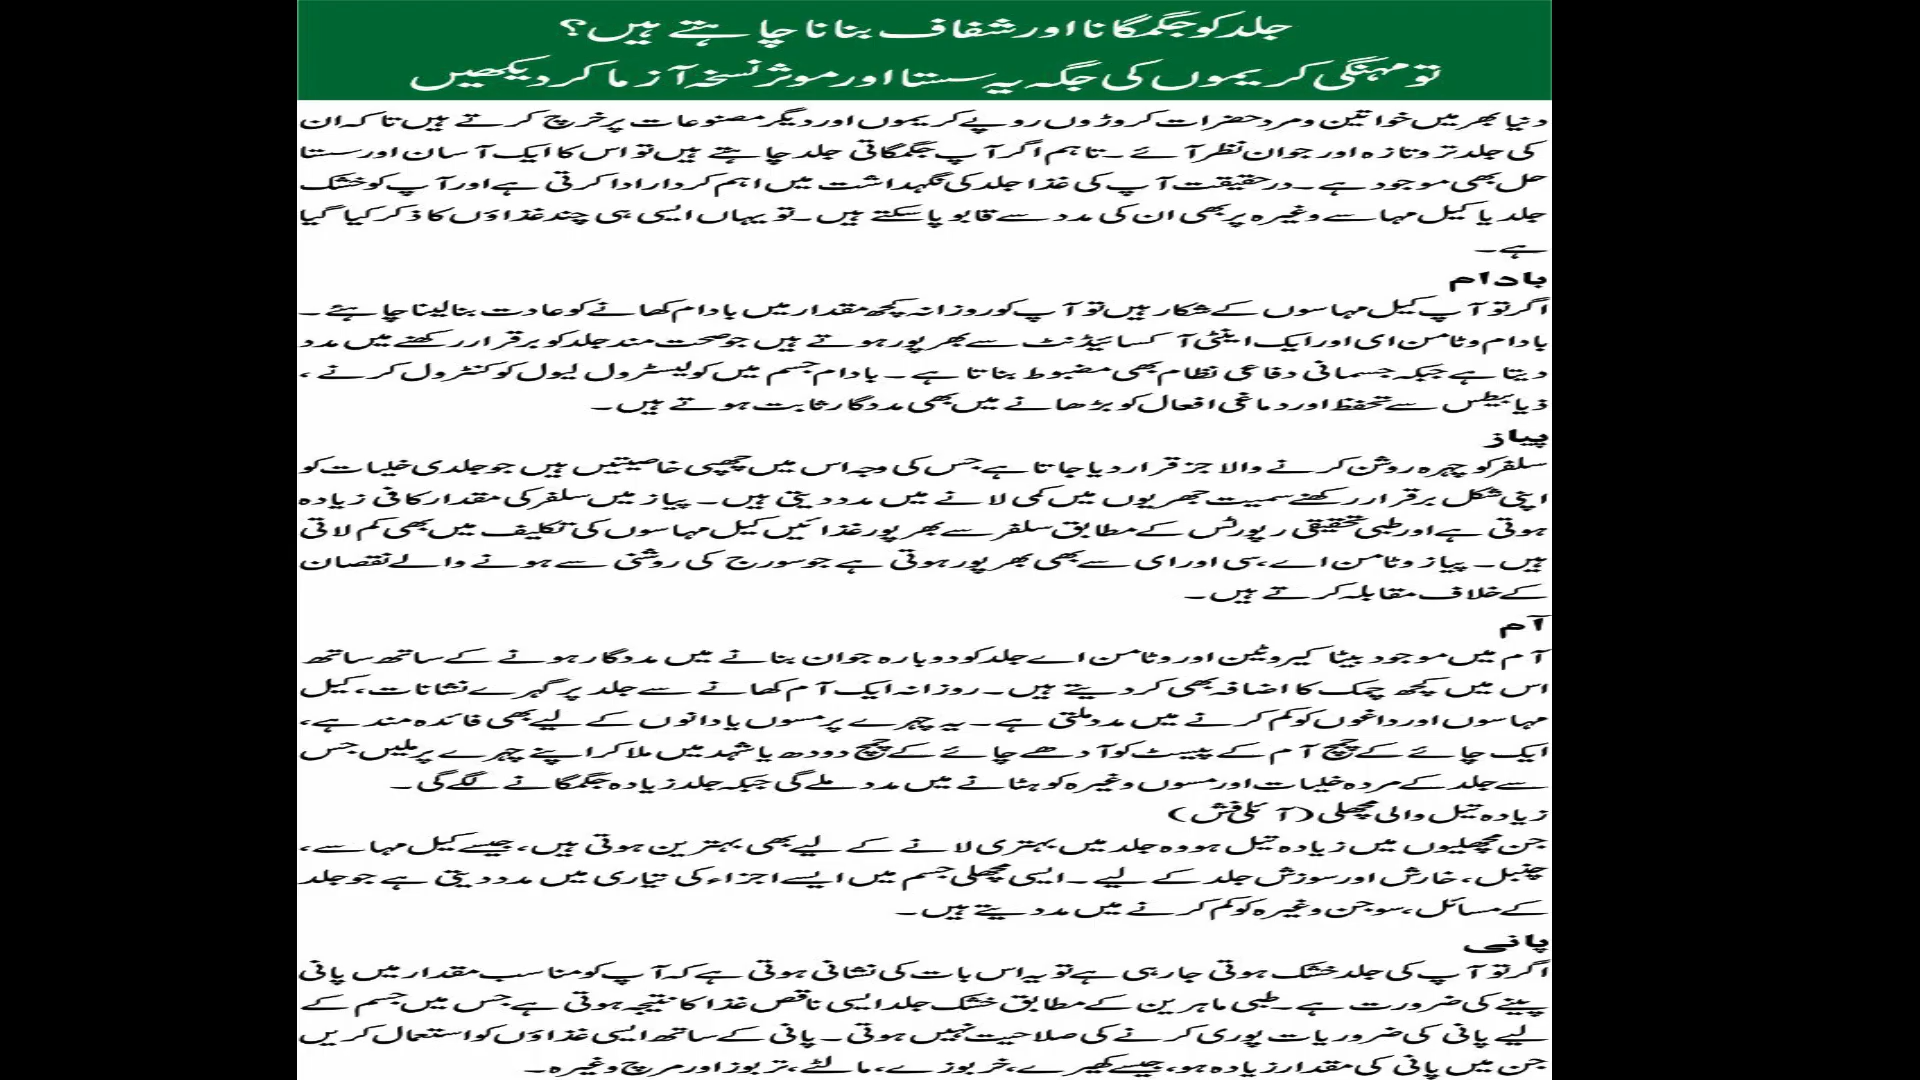 جلد کو جگمگانا اور شفاف بنانا چاہتے ہیں؟
تو مہنگی کریموں کی جگہ یہ سستا اور موثر نسخہ آزما کر دیکھیں
دنیا بھر میں خواتین ومرد حضرات کروڑوں روپے کریموں اور دیگر مصنوعات پر خرچ کرتے ہیں تاکہ ان
کی جلد تروتازہ اور جوان نظر آئے۔ تاہم اگر آپ جگمگاتی جلد چاہتے ہیں تو اس کا ایک آسان اور سستا
حل بھی موجود ہے۔ درحقیقت آپ کی غذا جلد کی نگہداشت میں اہم کردار ادا کرتی ہے اور آپ کو خشک
جلد یا کیل مہاسے وغیرہ پر بھی ان کی مدد سے قابو پا سکتے ہیں۔ تو یہاں ایسی ہی چند غذاؤں کا ذکر کیا گیا
ہے۔
بادام
اگر تو آپ کیل مہاسوں کے شکار ہیں تو آپ کو روزانہ کچھ مقدار میں بادام کھانے کو عادت بنالینا چاہئے۔
بادام وٹامن ای اور ایک اینٹی آکسائیڈنٹ سے بھرپور ہوتے ہیں جو صحت مند جلد کو برقرار رکھنے میں مدد
دیتا ہے جبکہ جسمانی دفاعی نظام بھی مضبوط بناتا ہے۔ بادام جسم میں کولیسٹرول لیول کو کنٹرول کرنے،
ذیابیطس سے تحفظ اور دماغی افعال کو بڑھانے میں بھی مددگار ثابت ہوتے ہیں۔
پیاز
سلفر کو چہرہ روشن کرنے والا جز قرار دیا جاتا ہے جس کی وجہ اس میں چھپی خاصیتیں ہیں جو جلدی خلیات کو
اپنی شکل برقرار رکھنے سمیت جھریوں میں کمی لانے میں مدد دیتی ہیں۔ پیاز میں سلفر کی مقدار کافی زیادہ
ہوتی ہے اور طبی تحقیقی رپورٹس کے مطابق سلفر سے بھرپور غذائیں کیل مہاسوں کی تکلیف میں بھی کم لاتی
ہیں۔ پیاز وٹامن اے، سی اور ای سے بھی بھرپور ہوتی ہے جو سورج کی روشنی سے ہونے والے نقصان
کے خلاف مقابلہ کرتے ہیں۔
آم
آم میں موجود بیٹا کیروٹین اور وٹامن اے جلد کو دوبارہ جوان بنانے میں مددگار ہونے کے ساتھ ساتھ
اس میں کچھ چمک کا اضافہ بھی کردیتے ہیں۔ روزانہ ایک آم کھانے سے جلد پر گہرے نشانات، کیل
مہاسوں اور داغوں کو کم کرنے میں مدد ملتی ہے۔ یہ چہرے پر مسوں یا دانوں کے لیے بھی فائدہ مند ہے،
ایک چائے کے چمچ آم کے پیسٹ کو آدھے چائے کے چمچ دودھ یا شہد میں ملا کر اپنے چہرے پر ملیں جس
سے جلد کے مردہ خلیات اور مسوں وغیرہ کو ہٹانے میں مدد ملے گی جبکہ جلد زیادہ جگمگانے لگے گی۔
زیادہ تیل والی مچھلی (آئلی فش)
جن مچھلیوں میں زیادہ تیل ہو وہ جلد میں بہتری لانے کے لیے بھی بہترین ہوتی ہیں، جیسے کیل مہاسے،
چنبل، خارش اور سوزش جلد کے لیے۔ ایسی مچھلی جسم میں ایسے اجزاء کی تیاری میں مدد دیتی ہے جو جلد
کے مسائل، سوجن وغیرہ کو کم کرنے میں مدد دیتے ہیں۔
پانی
اگر تو آپ کی جلد خشک ہوتی جارہی ہے تو یہ اس بات کی نشانی ہوتی ہے کہ آپ کو مناسب مقدار میں پانی
پینے کی ضرورت ہے۔ طبی ماہرین کے مطابق خشک جلد ایسی ناقص غذا کا نتیجہ ہوتی ہے جس میں جسم کے
لیے پانی کی ضروریات پوری کرنے کی صلاحیت نہیں ہوتی۔ پانی کے ساتھ ایسی غذاؤں کو استعمال کریں
جن میں پانی کی مقدار زیادہ ہو، جیسے کھیرے، خربوزے، مالٹے، تربوز اور مرچ وغیرہ۔